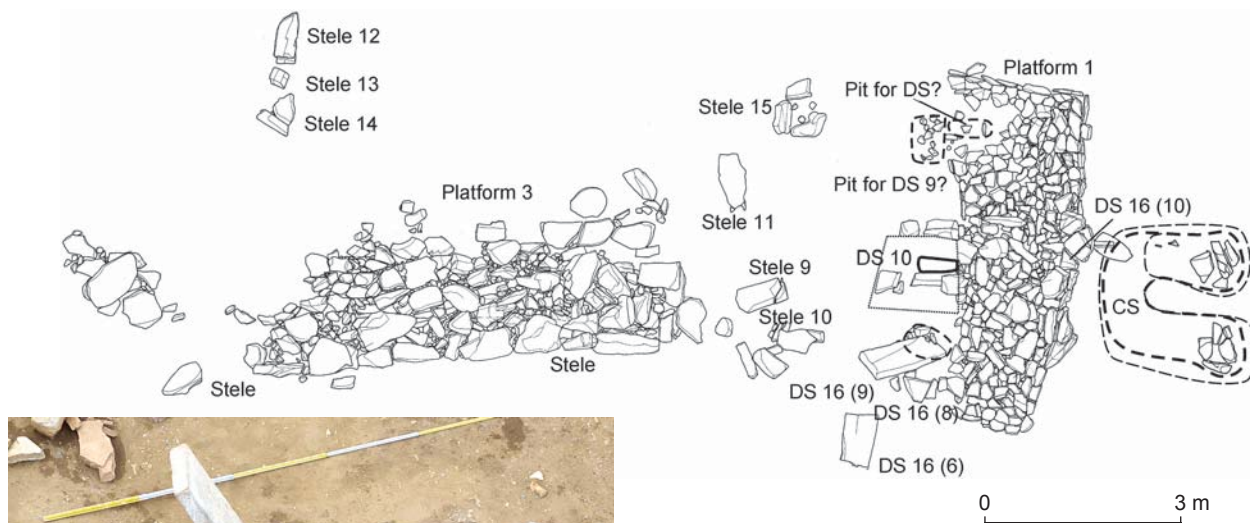 Stele 12
Stele 13
Stele 14
Stele 15
Platform 1
Pit for DS?
Pit for DS 9?
Platform 3
Stele 11
DS 16 (10)
DS 10
Stele 9
Stele 10
CS
Stele
Stele
DS 16 (9)
DS 16 (8)
DS 16 (6)
0
3 m